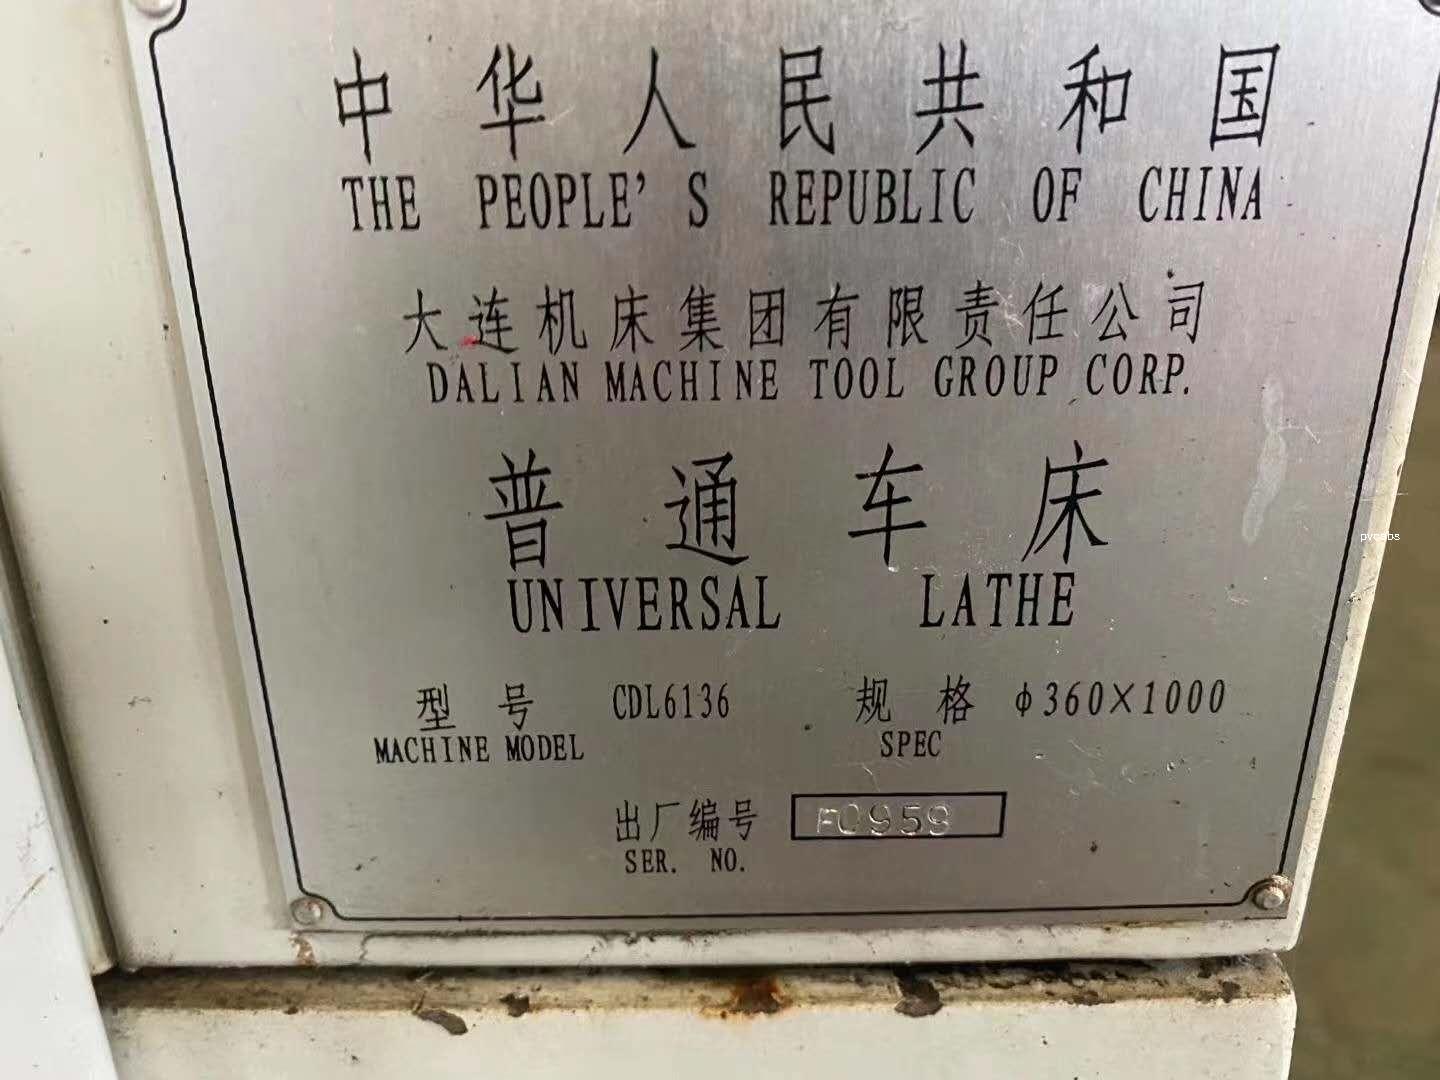 中华人民共和国
THE PEOPLE'S REPUBLIC OF CHINA
大连机床集团有限责任公司
DALIAN MACHINE TOOL GROUP CORP.
普通车床
UNIVERSAL LATHE
型号 CDL6136 规格 φ360×1000
MACHINE MODEL SPEC
出厂编号 F0959
SER. NO.